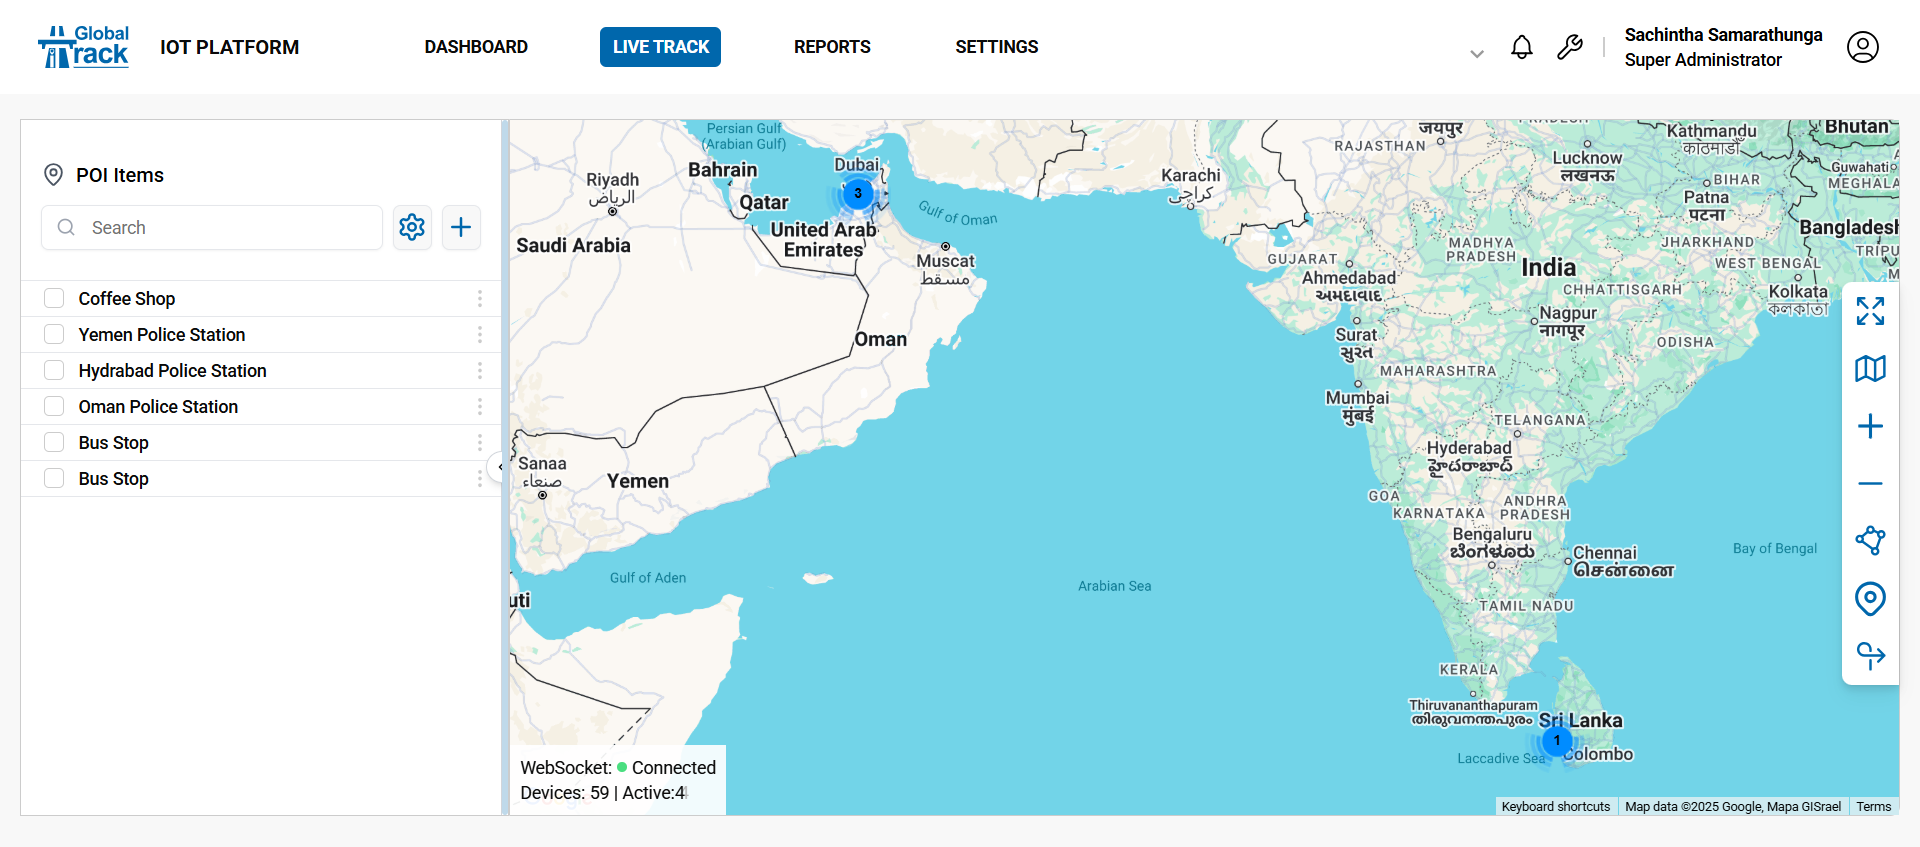 Global
Track
IOT PLATFORM
DASHBOARD
LIVE TRACK
REPORTS
SETTINGS
Sachintha Samarathunga
Super Administrator
POI Items
Search
Coffee Shop
Yemen Police Station
Hydrabad Police Station
Oman Police Station
Bus Stop
Bus Stop
Persian Gulf
(Arabian Gulf)
Bahrain
Dubai
3
Riyadh
الرياض
Qatar
United Arab
Emirates
Saudi Arabia
Gulf of Oman
Muscat
مسقط
Oman
Karachi
كراچي
Sanaa
صنعاء
Yemen
Gulf of Aden
uti
Arabian Sea
जयपुर
RAJASTHAN
PRADESH
Lucknow
लखनऊ
Kathmandu
काठमाडौं
Bhutan
Guwahati
MEGHALA
BIHAR
Patna
पटना
Bangladesh
MADHYA
PRADESH
JHARKHAND
TRIPU
GUJARAT
Ahmedabad
અમદાવાદ
India
WEST BENGAL
M
CHHATTISGARH
Kolkata
কলকাতা
Nagpur
नागपूर
Surat
સુરત
ODISHA
MAHARASHTRA
Mumbai
मुंबई
TELANGANA
Hyderabad
హైదరాబాద్
GOA
KARNATAKA
ANDHRA
PRADESH
Bengaluru
ಬೆಂಗಳೂರು
Chennai
சென்னை
Bay of Bengal
TAMIL NADU
KERALA
Thiruvananthapuram
തിരുവനന്തപുരം
Sri Lanka
1
Laccadive Sea
Colombo
WebSocket: Connected
Devices: 59 | Active:4
Keyboard shortcuts
Map data ©2025 Google, Mapa GISrael
Terms